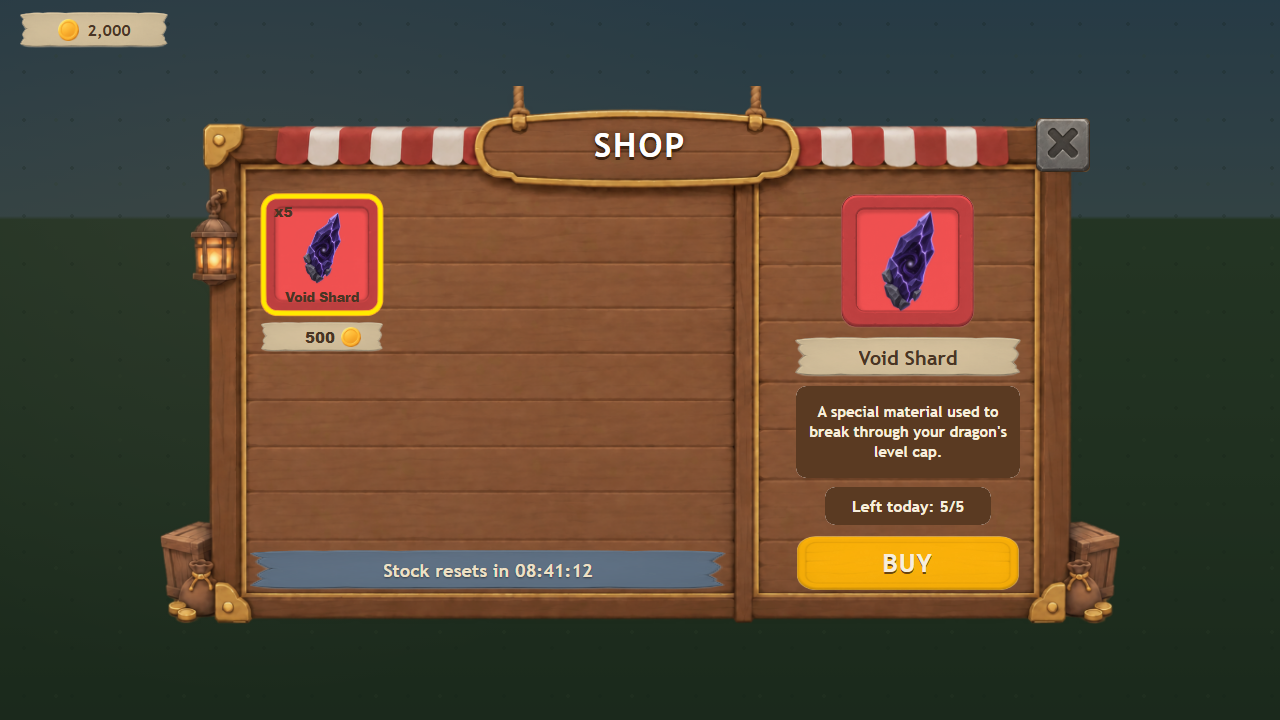 2,000
SHOP
x5
Void Shard
500
Stock resets in 08:41:12
Void Shard
A special material used to
break through your dragon's
level cap.
Left today: 5/5
BUY